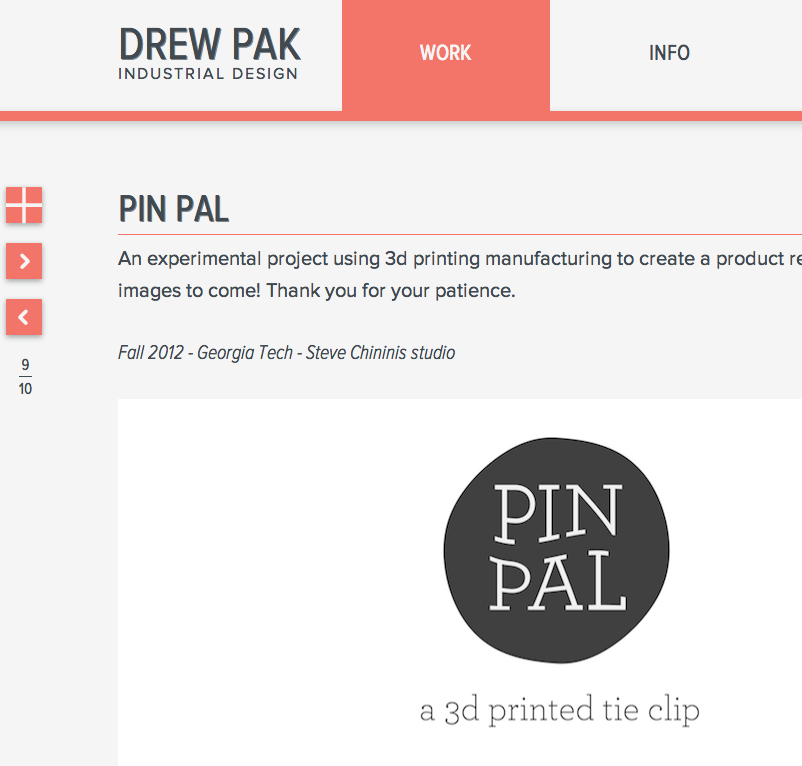 DREW PAK
INDUSTRIAL DESIGN
WORK
INFO
PIN PAL
An experimental project using 3d printing manufacturing to create a product
images to come! Thank you for your patience.
Fall 2012 - Georgia Tech - Steve Chininis studio
9
10
PIN
PAL
a 3d printed tie clip